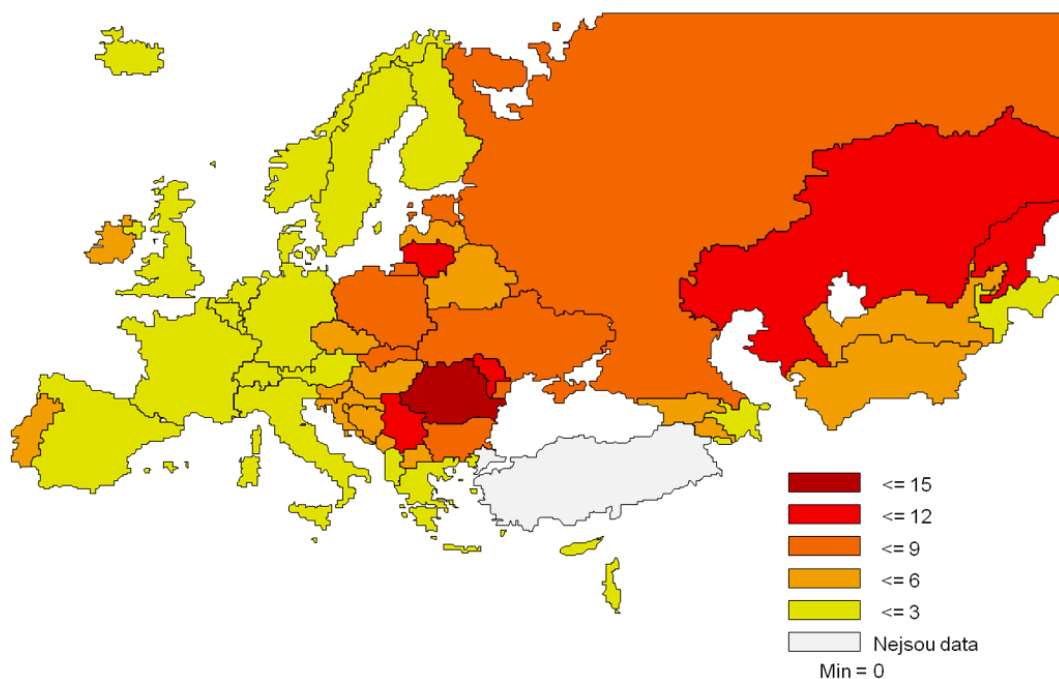 <= 15
<= 12
<= 9
<= 6
<= 3
Nejsou data
Min = 0